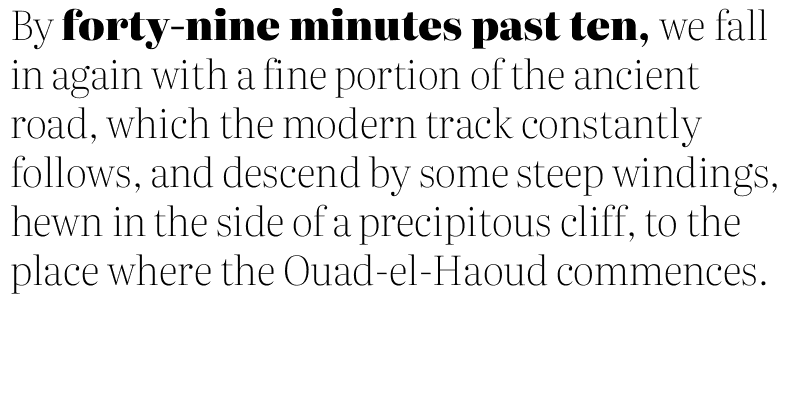 By forty-nine minutes past ten, we fall
in again with a fine portion of the ancient
road, which the modern track constantly
follows, and descend by some steep windings,
hewn in the side of a precipitous cliff, to the
place where the Ouad-el-Haoud commences.